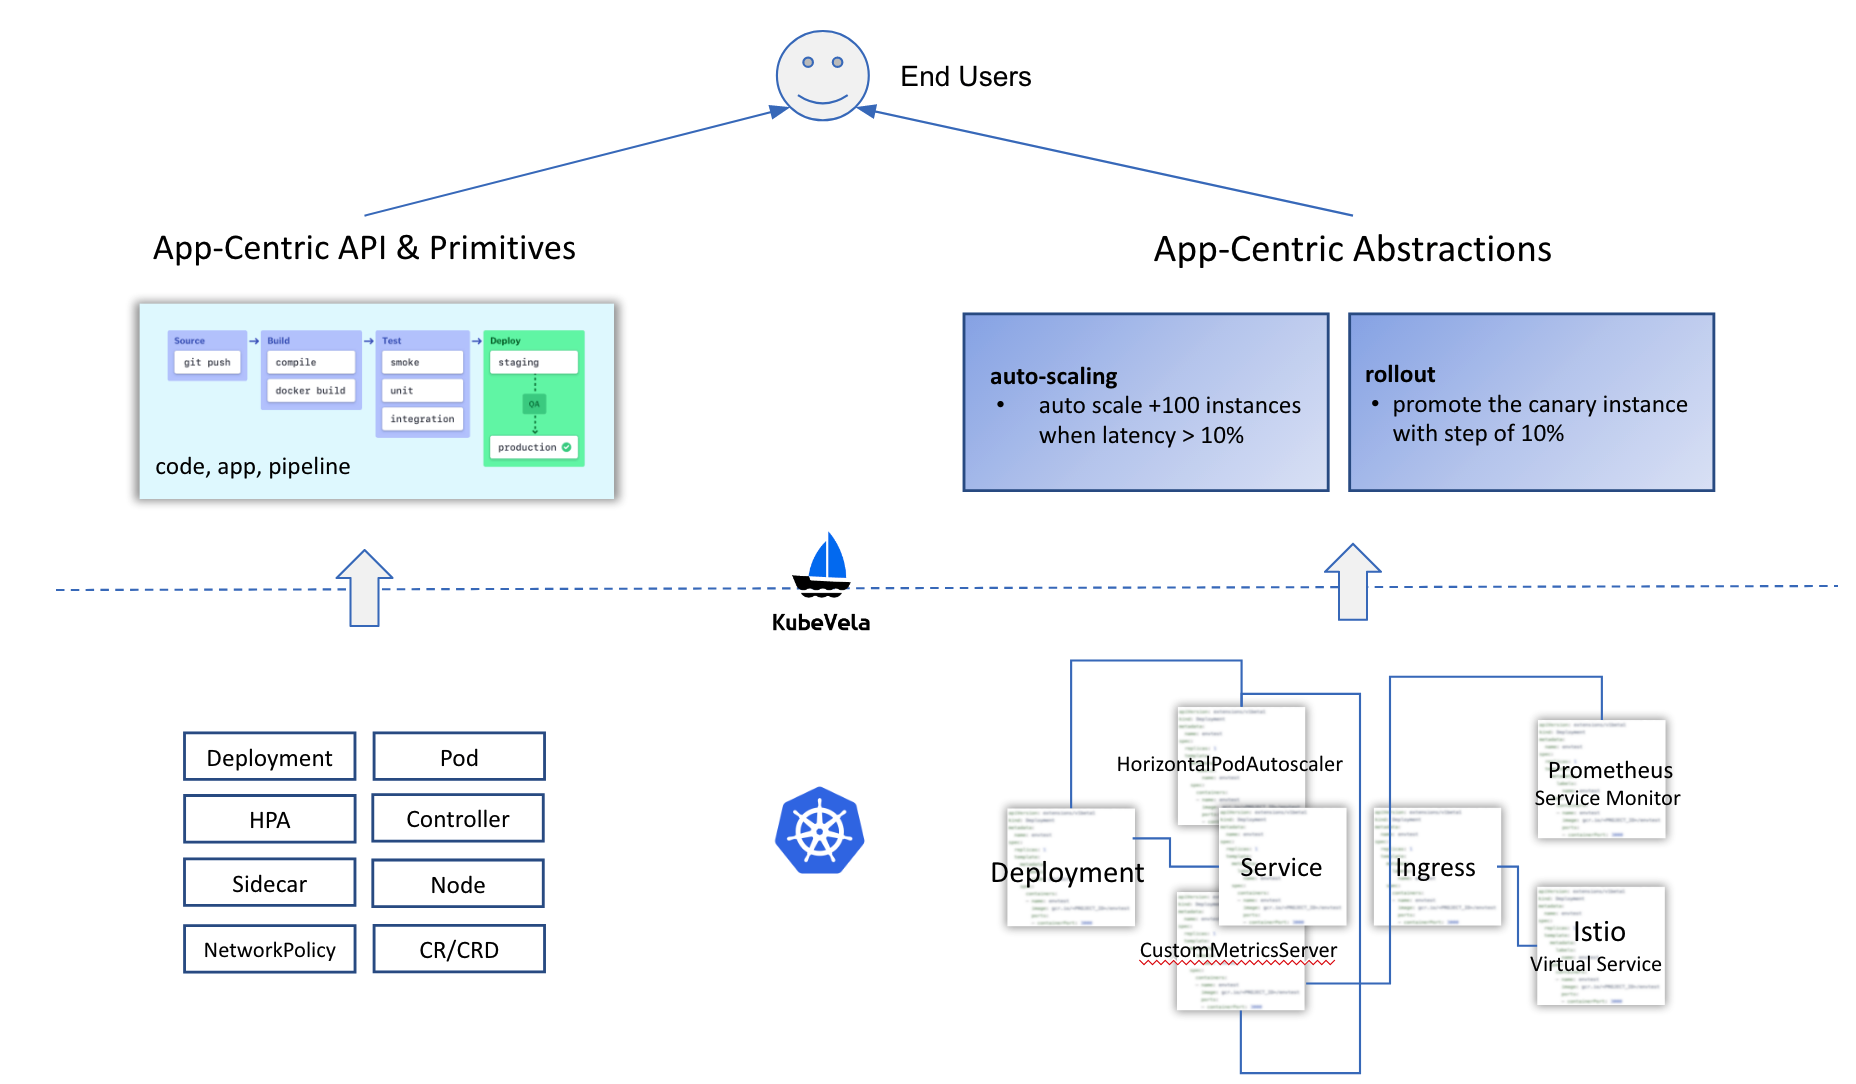 End Users
App-Centric API & Primitives
App-Centric Abstractions
Source
git push
Build
compile
docker build
Test
smoke
unit
integration
Deploy
staging
QA
production
code, app, pipeline
auto-scaling
• auto scale +100 instances
when latency > 10%
rollout
• promote the canary instance
with step of 10%
KubeVela
Deployment
Pod
HPA
Controller
Sidecar
Node
NetworkPolicy
CR/CRD
HorizontalPodAutoscaler
Prometheus
Service Monitor
Deployment
Service
Ingress
CustomMetricsServer
Istio
Virtual Service